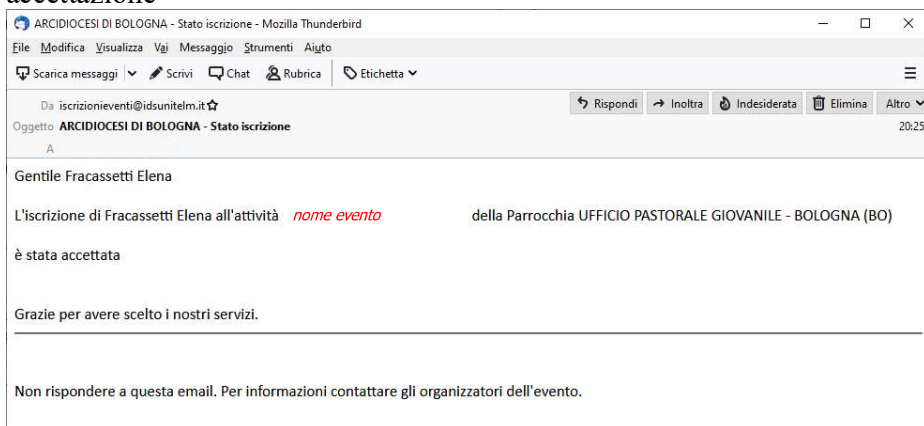 accettazione
ARCIDIOCESI DI BOLOGNA - Stato iscrizione - Mozilla Thunderbird
File Modifica Visualizza Vai Messaggio Strumenti Aiuto
Scarica messaggi Scrivi Chat Rubrica Etichetta
Da iscrizionieventi@idsunitelm.it Rispondi Inoltra Indesiderata Elimina Altro
Oggetto ARCIDIOCESI DI BOLOGNA - Stato iscrizione 20:25
A
Gentile Fracassetti Elena
L'iscrizione di Fracassetti Elena all'attività nome evento della Parrocchia UFFICIO PASTORALE GIOVANILE - BOLOGNA (BO)
è stata accettata
Grazie per avere scelto i nostri servizi.
Non rispondere a questa email. Per informazioni contattare gli organizzatori dell'evento.